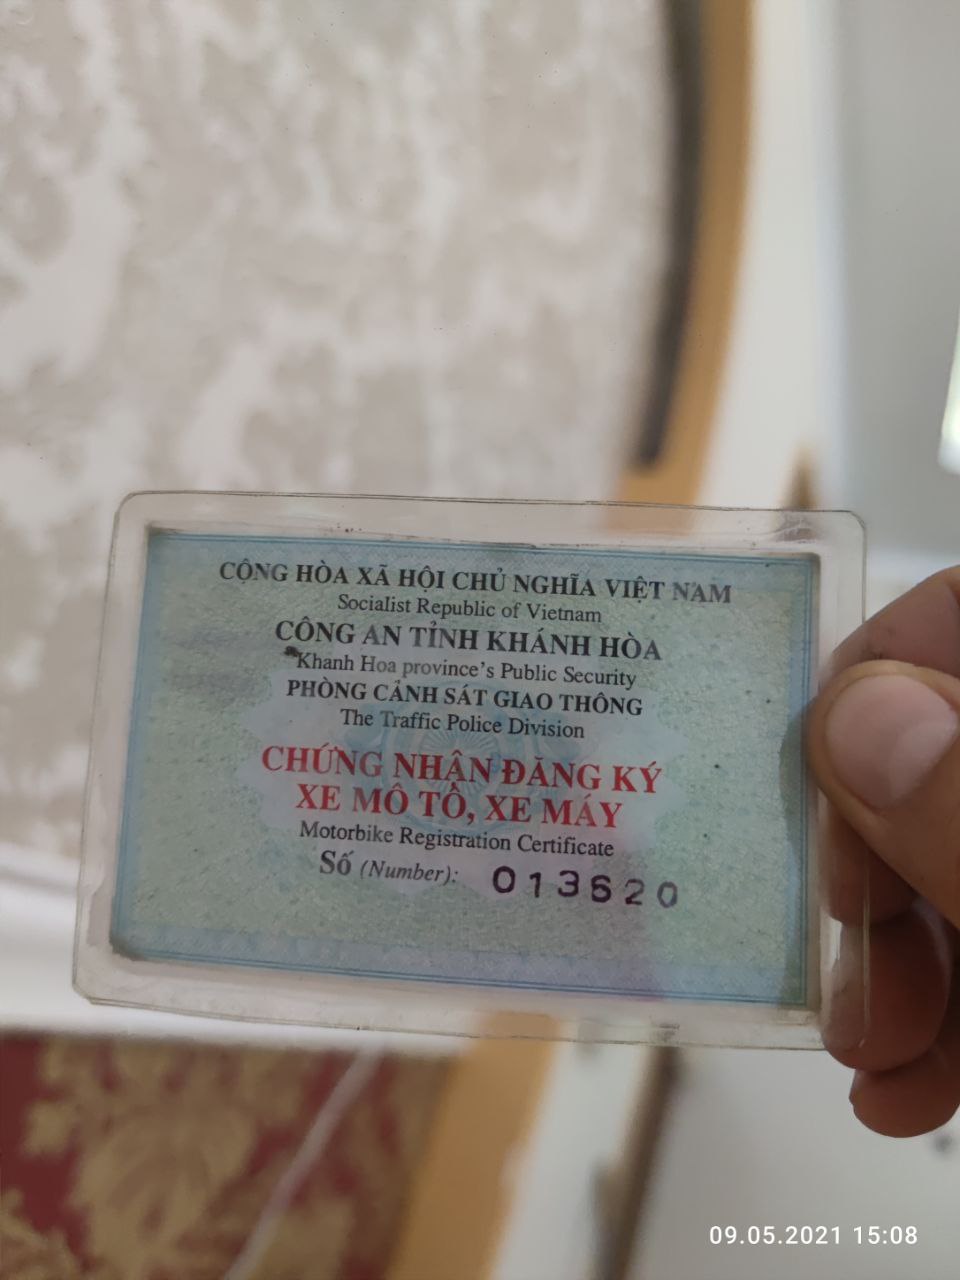 CỘNG HÒA XÃ HỘI CHỦ NGHĨA VIỆT NAM
Socialist Republic of Vietnam
CÔNG AN TỈNH KHÁNH HÒA
Khanh Hoa province's Public Security
PHÒNG CẢNH SÁT GIAO THÔNG
The Traffic Police Division
CHỨNG NHẬN ĐĂNG KÝ
XE MÔ TÔ, XE MÁY
Motorbike Registration Certificate
Số (Number): 013620
09.05.2021 15:08